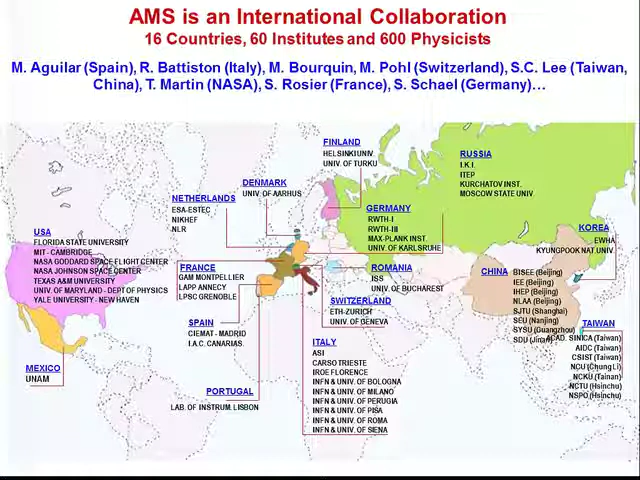 AMS is an International Collaboration
16 Countries, 60 Institutes and 600 Physicists
M. Aguilar (Spain), R. Battiston (Italy), M. Bourquin, M. Pohl (Switzerland), S.C. Lee (Taiwan,
China), T. Martin (NASA), S. Rosier (France), S. Schael (Germany)…
FINLAND
HELSINKI UNIV.
UNIV. OF TURKU
RUSSIA
I.K.I.
ITEP
KURCHATOV INST.
MOSCOW STATE UNIV.
DENMARK
UNIV. OF AARHUS
NETHERLANDS
ESA-ESTEC
NIKHEF
NLR
GERMANY
RWTH-I
RWTH-III
MAX-PLANK INST.
UNIV. OF KARLSRUHE
KOREA
EWHA
KYUNGPOOK NAT.UNIV.
USA
FLORIDA STATE UNIVERSITY
MIT - CAMBRIDGE
NASA GODDARD SPACE FLIGHT CENTER
NASA JOHNSON SPACE CENTER
TEXAS A&M UNIVERSITY
UNIV. OF MARYLAND - DEPT OF PHYSICS
YALE UNIVERSITY - NEW HAVEN
FRANCE
GAM MONTPELLIER
LAPP ANNECY
LPSC GRENOBLE
ROMANIA
ISS
UNIV. OF BUCHAREST
CHINA
BISEE (Beijing)
IEE (Beijing)
IHEP (Beijing)
NLAA (Beijing)
SJTU (Shanghai)
SEU (Nanjing)
SYSU (Guangzhou)
SDU (Jinan)
SWITZERLAND
ETH-ZURICH
UNIV. OF GENEVA
SPAIN
CIEMAT - MADRID
I.A.C. CANARIAS.
TAIWAN
ACAD. SINICA (Taiwan)
AIDC (Taiwan)
CSIST (Taiwan)
NCU (Chung Li)
NCKU (Tainan)
NCTU (Hsinchu)
NSPO (Hsinchu)
ITALY
ASI
CARSO TRIESTE
IROE FLORENCE
INFN & UNIV. OF BOLOGNA
INFN & UNIV. OF MILANO
INFN & UNIV. OF PERUGIA
INFN & UNIV. OF PISA
INFN & UNIV. OF ROMA
INFN & UNIV. OF SIENA
MEXICO
UNAM
PORTUGAL
LAB. OF INSTRUM. LISBON